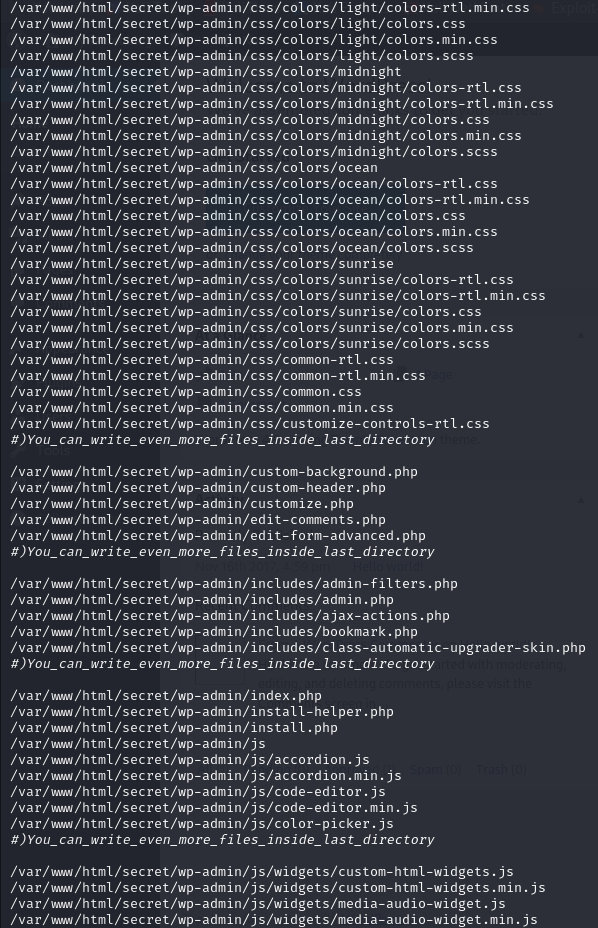 /var/www/html/secret/wp-admin/css/colors/light/colors-rtl.min.css
/var/www/html/secret/wp-admin/css/colors/light/colors.css
/var/www/html/secret/wp-admin/css/colors/light/colors.min.css
/var/www/html/secret/wp-admin/css/colors/light/colors.scss
/var/www/html/secret/wp-admin/css/colors/midnight
/var/www/html/secret/wp-admin/css/colors/midnight/colors-rtl.css
/var/www/html/secret/wp-admin/css/colors/midnight/colors-rtl.min.css
/var/www/html/secret/wp-admin/css/colors/midnight/colors.css
/var/www/html/secret/wp-admin/css/colors/midnight/colors.min.css
/var/www/html/secret/wp-admin/css/colors/midnight/colors.scss
/var/www/html/secret/wp-admin/css/colors/ocean
/var/www/html/secret/wp-admin/css/colors/ocean/colors-rtl.css
/var/www/html/secret/wp-admin/css/colors/ocean/colors-rtl.min.css
/var/www/html/secret/wp-admin/css/colors/ocean/colors.css
/var/www/html/secret/wp-admin/css/colors/ocean/colors.min.css
/var/www/html/secret/wp-admin/css/colors/ocean/colors.scss
/var/www/html/secret/wp-admin/css/colors/sunrise
/var/www/html/secret/wp-admin/css/colors/sunrise/colors-rtl.css
/var/www/html/secret/wp-admin/css/colors/sunrise/colors-rtl.min.css
/var/www/html/secret/wp-admin/css/colors/sunrise/colors.css
/var/www/html/secret/wp-admin/css/colors/sunrise/colors.min.css
/var/www/html/secret/wp-admin/css/colors/sunrise/colors.scss
/var/www/html/secret/wp-admin/css/common-rtl.css
/var/www/html/secret/wp-admin/css/common-rtl.min.css
/var/www/html/secret/wp-admin/css/common.css
/var/www/html/secret/wp-admin/css/common.min.css
/var/www/html/secret/wp-admin/css/customize-controls-rtl.css
#)You_can_write_even_more_files_inside_last_directory
/var/www/html/secret/wp-admin/custom-background.php
/var/www/html/secret/wp-admin/custom-header.php
/var/www/html/secret/wp-admin/customize.php
/var/www/html/secret/wp-admin/edit-comments.php
/var/www/html/secret/wp-admin/edit-form-advanced.php
#)You_can_write_even_more_files_inside_last_directory
/var/www/html/secret/wp-admin/includes/admin-filters.php
/var/www/html/secret/wp-admin/includes/admin.php
/var/www/html/secret/wp-admin/includes/ajax-actions.php
/var/www/html/secret/wp-admin/includes/bookmark.php
/var/www/html/secret/wp-admin/includes/class-automatic-upgrader-skin.php
#)You_can_write_even_more_files_inside_last_directory
/var/www/html/secret/wp-admin/index.php
/var/www/html/secret/wp-admin/install-helper.php
/var/www/html/secret/wp-admin/install.php
/var/www/html/secret/wp-admin/js
/var/www/html/secret/wp-admin/js/accordion.js
/var/www/html/secret/wp-admin/js/accordion.min.js
/var/www/html/secret/wp-admin/js/code-editor.js
/var/www/html/secret/wp-admin/js/code-editor.min.js
/var/www/html/secret/wp-admin/js/color-picker.js
#)You_can_write_even_more_files_inside_last_directory
/var/www/html/secret/wp-admin/js/widgets/custom-html-widgets.js
/var/www/html/secret/wp-admin/js/widgets/custom-html-widgets.min.js
/var/www/html/secret/wp-admin/js/widgets/media-audio-widget.js
/var/www/html/secret/wp-admin/js/widgets/media-audio-widget.min.js